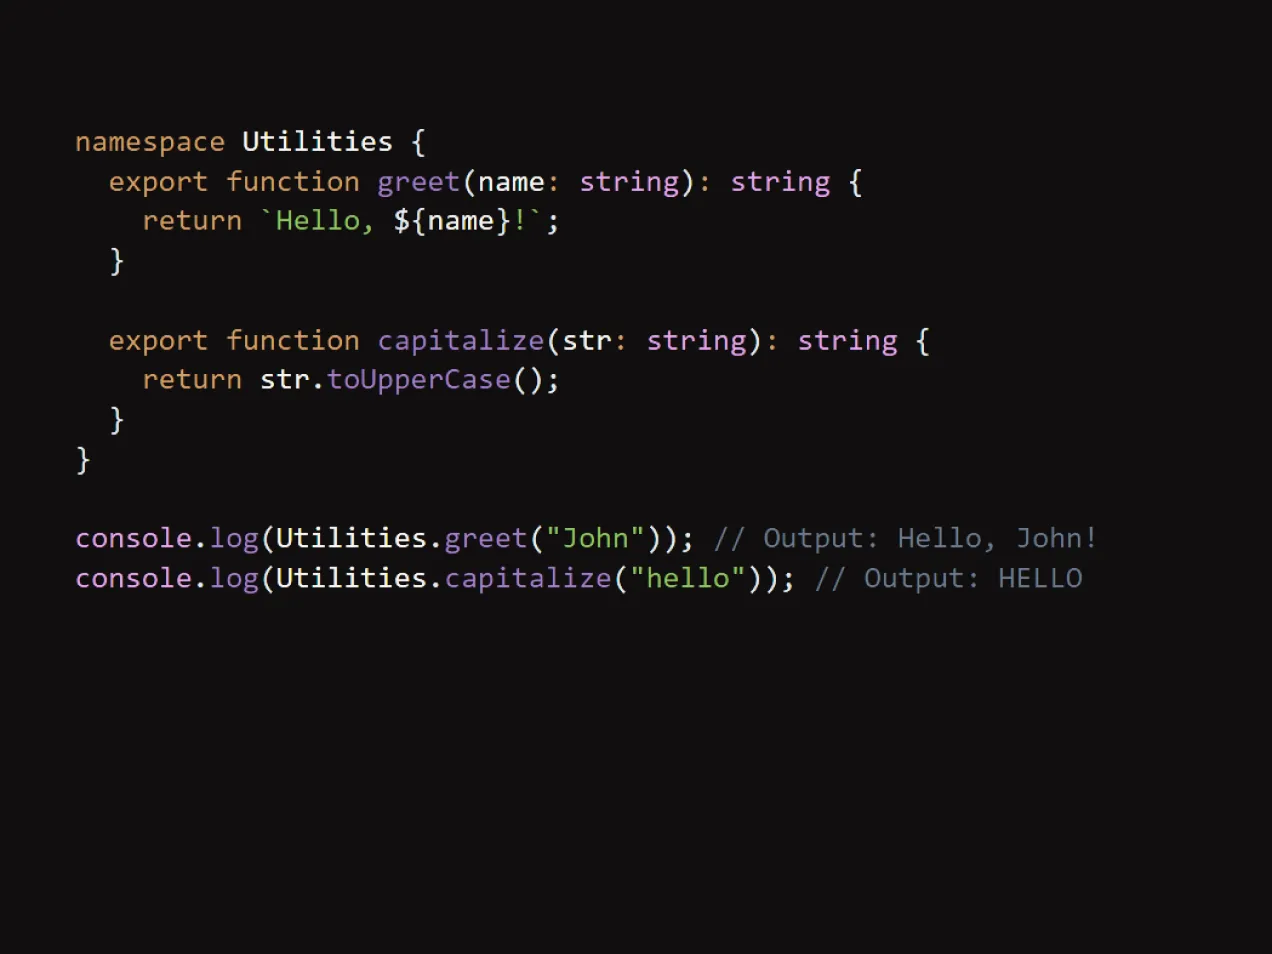 namespace Utilities {
  export function greet(name: string): string {
    return `Hello, ${name}!`;
  }

  export function capitalize(str: string): string {
    return str.toUpperCase();
  }
}

console.log(Utilities.greet("John")); // Output: Hello, John!
console.log(Utilities.capitalize("hello")); // Output: HELLO